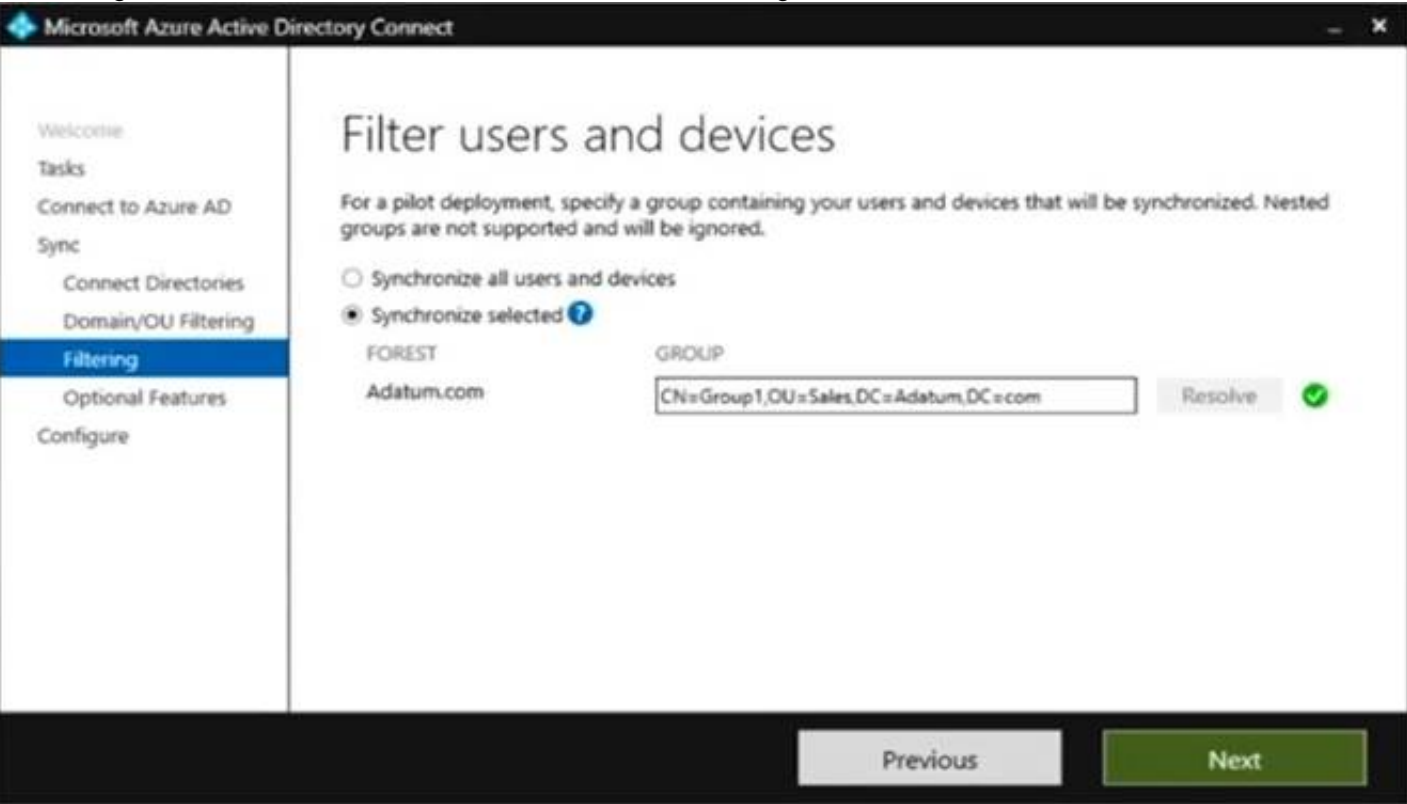 Microsoft Azure Active Directory Connect
Welcome
Tasks
Connect to Azure AD
Sync
Connect Directories
Domain/OU Filtering
Filtering
Optional Features
Configure
Filter users and devices
For a pilot deployment, specify a group containing your users and devices that will be synchronized. Nested
groups are not supported and will be ignored.
Synchronize all users and devices
Synchronize selected ?
FOREST GROUP
Adatum.com CN=Group1,OU=Sales,DC=Adatum,DC=com Resolve
Previous Next